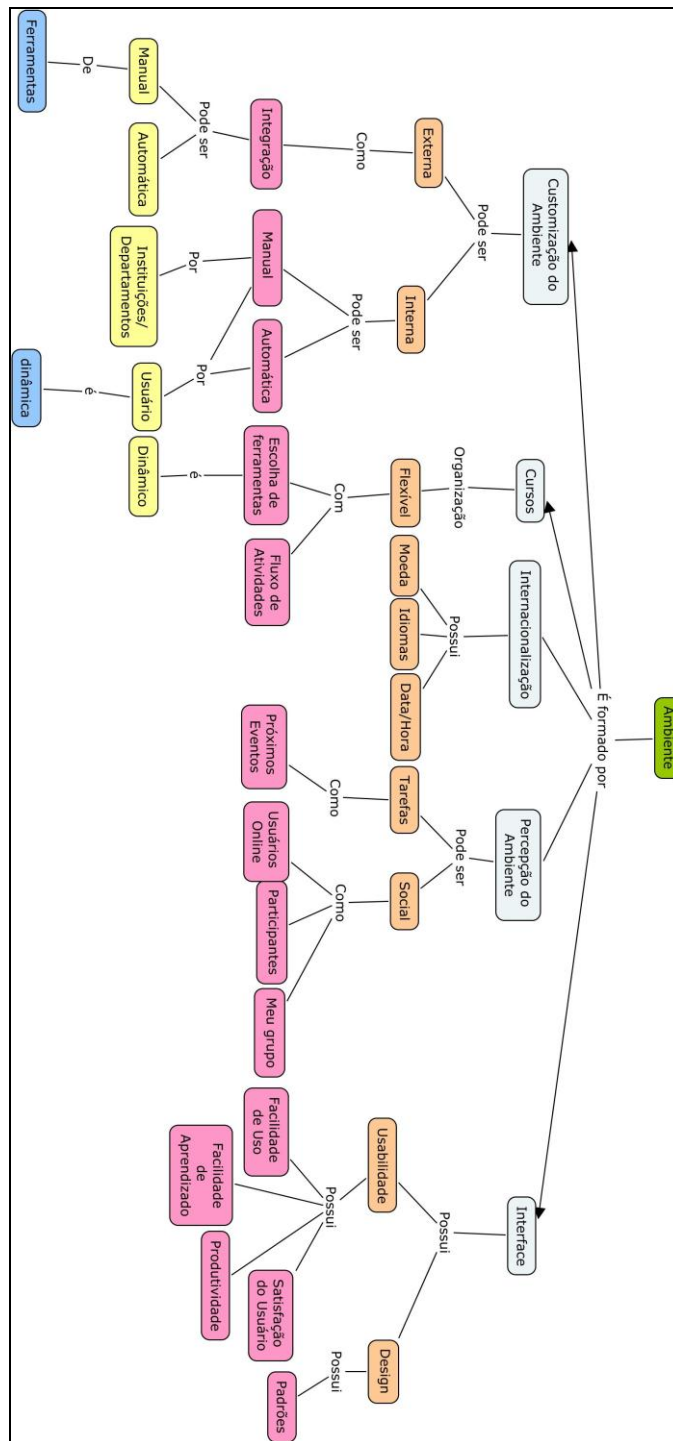 Ambiente
É formado por
Customização do
Ambiente
Cursos
Internacionalização
Percepção do
Ambiente
Interface
Pode ser
Organização
Possui
Pode ser
Possui
Externa
Interna
Flexível
Moeda
Idiomas
Data/Hora
Tarefas
Social
Usabilidade
Design
Como
Pode ser
Com
Como
Como
Possui
Possui
Integração
Manual
Automática
Escolha de
ferramentas
Fluxo de
Atividades
Próximos
Eventos
Usuários
Online
Participantes
Meu grupo
Facilidade
de Uso
Facilidade
de
Aprendizado
Produtividade
Satisfação
do Usuário
Padrões
Pode ser
Por
Por
é
Manual
Automática
Instituições/
Departamentos
Usuário
Dinâmico
De
é
Ferramentas
dinâmica